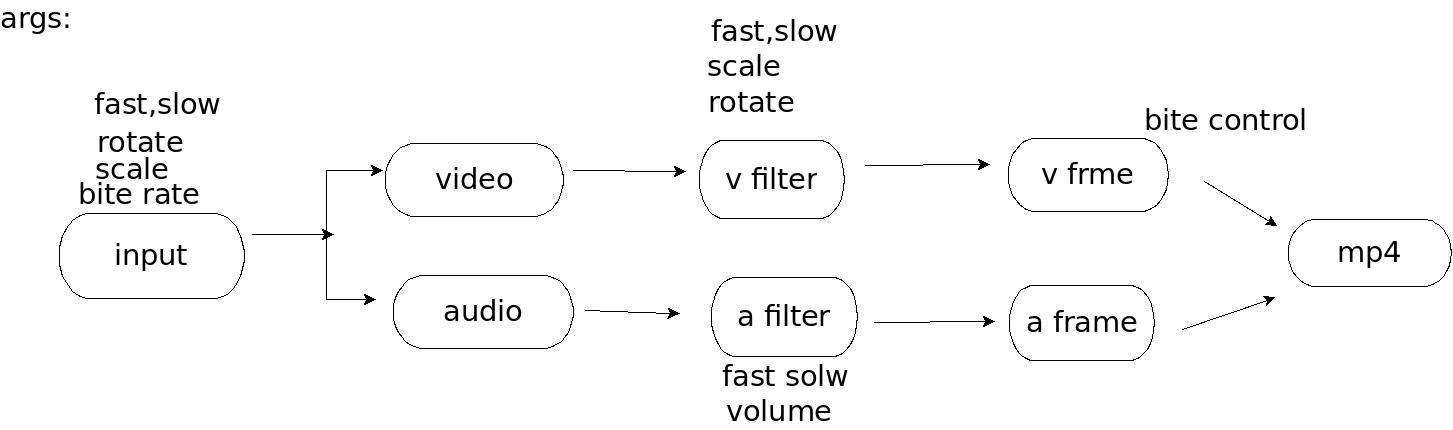 args:
fast,slow
rotate
scale
bite rate
input
video
audio
fast,slow
scale
rotate
v filter
a filter
fast solw
volume
v frme
a frame
bite control
mp4